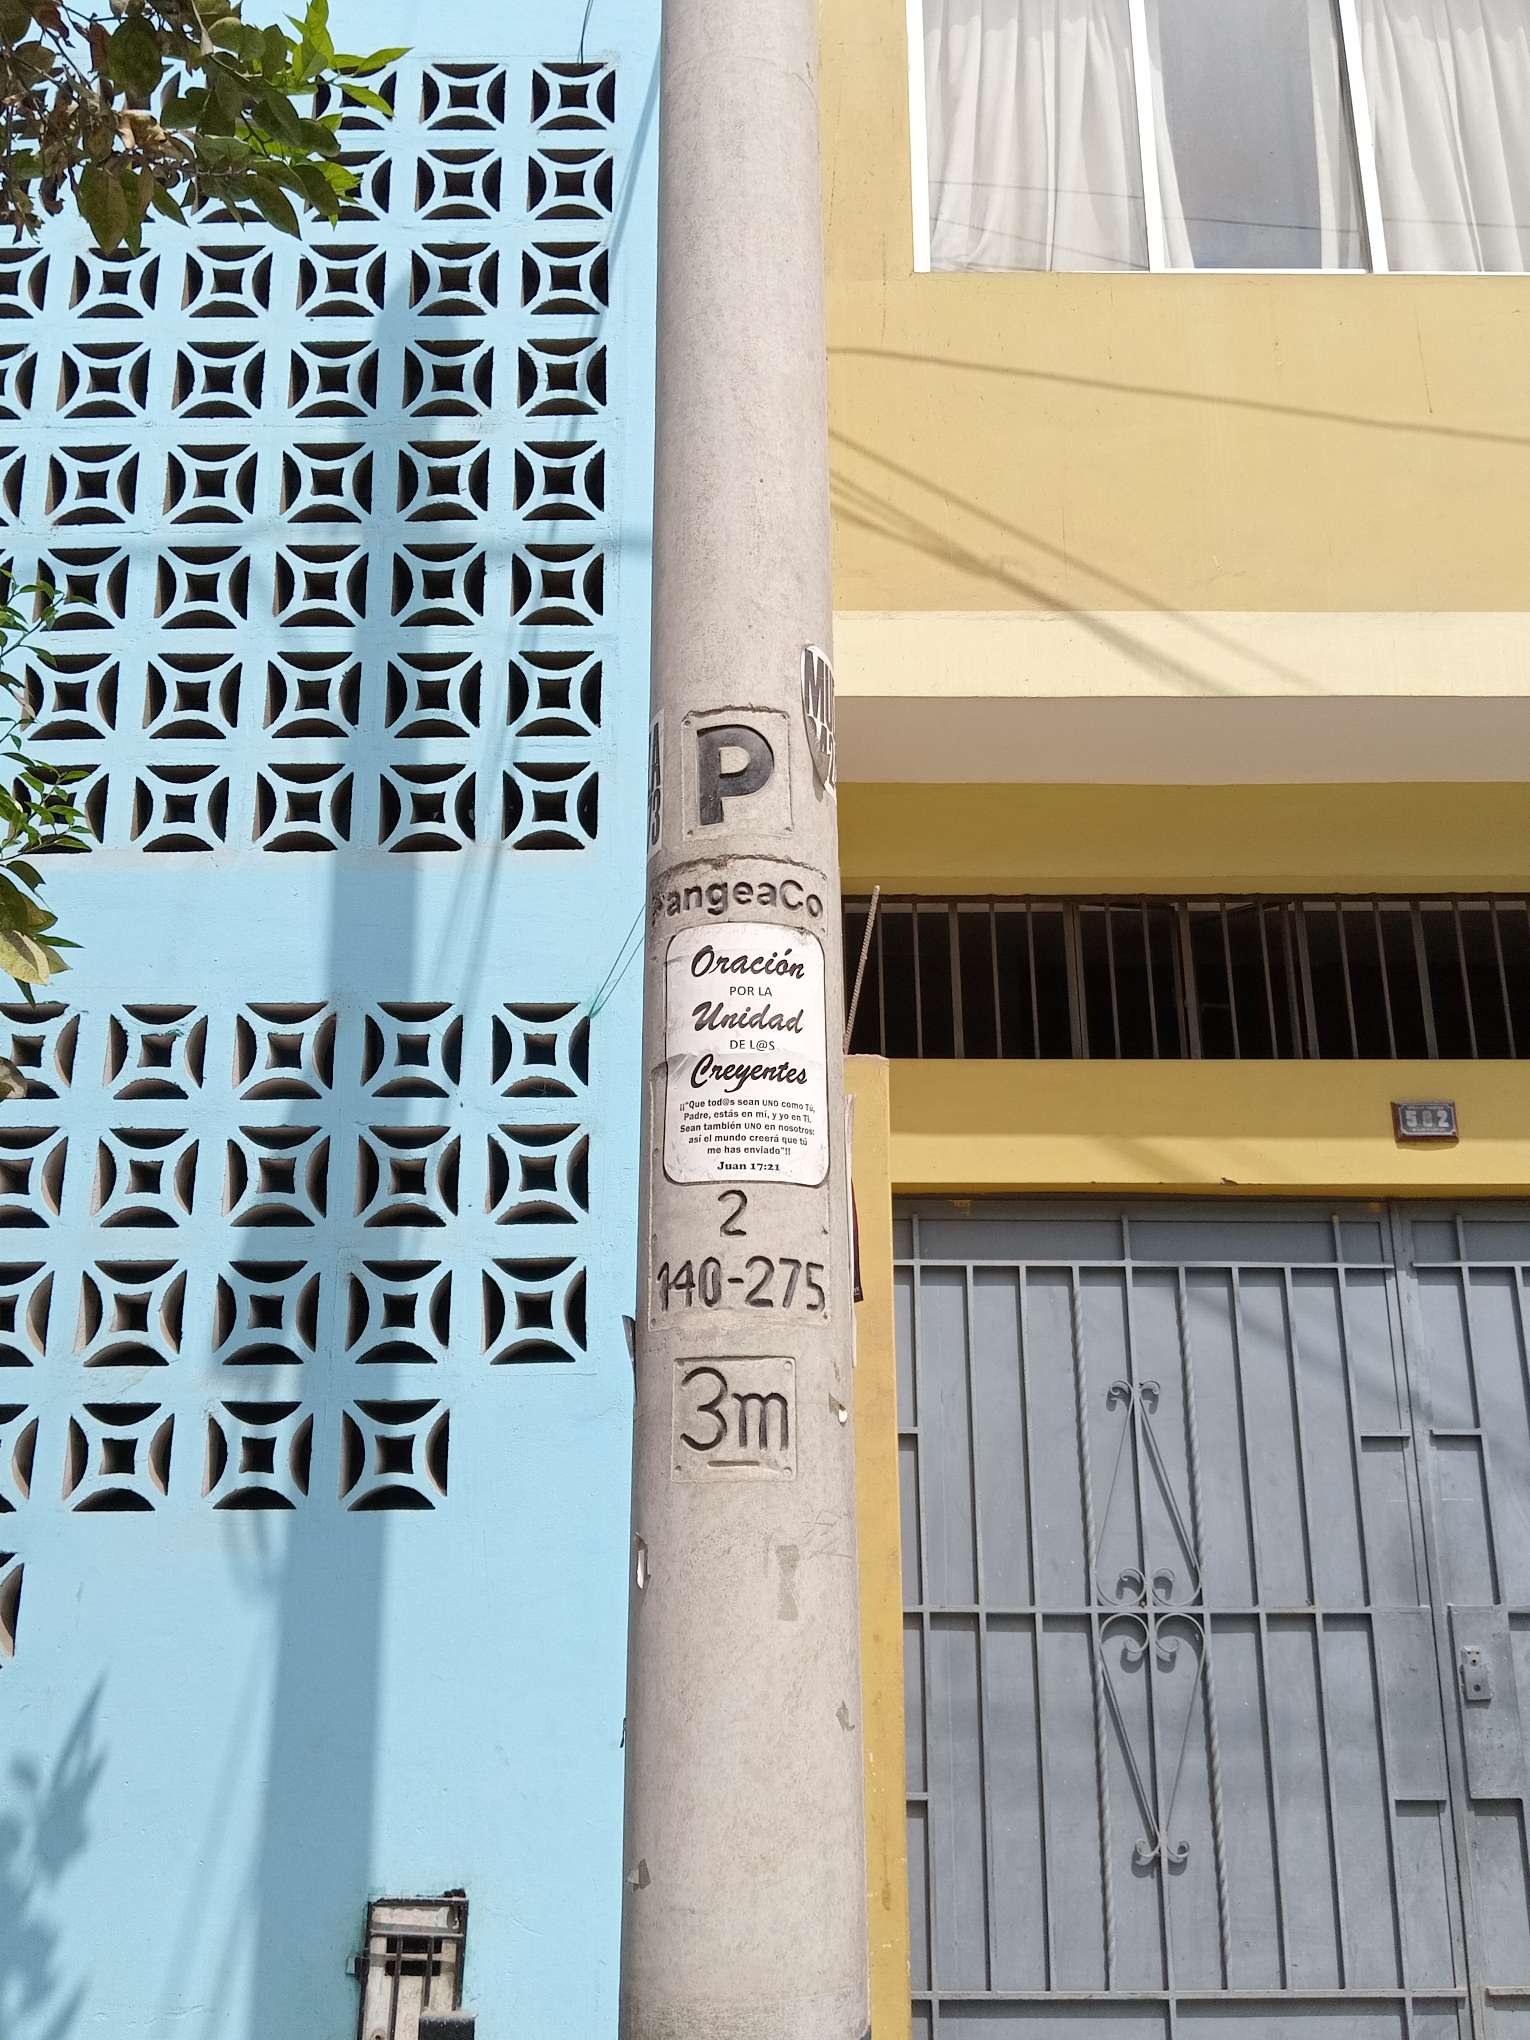 P
PangeaCo
Oración
POR LA
Unidad
DE L@S
Creyentes
¡¡"Que tod@s sean UNO como Tú,
Padre, estás en mí, y yo en Ti.
Sean también UNO en nosotros:
así el mundo creerá que tú
me has enviado"!!
Juan 17:21
2
140-275
3m
502